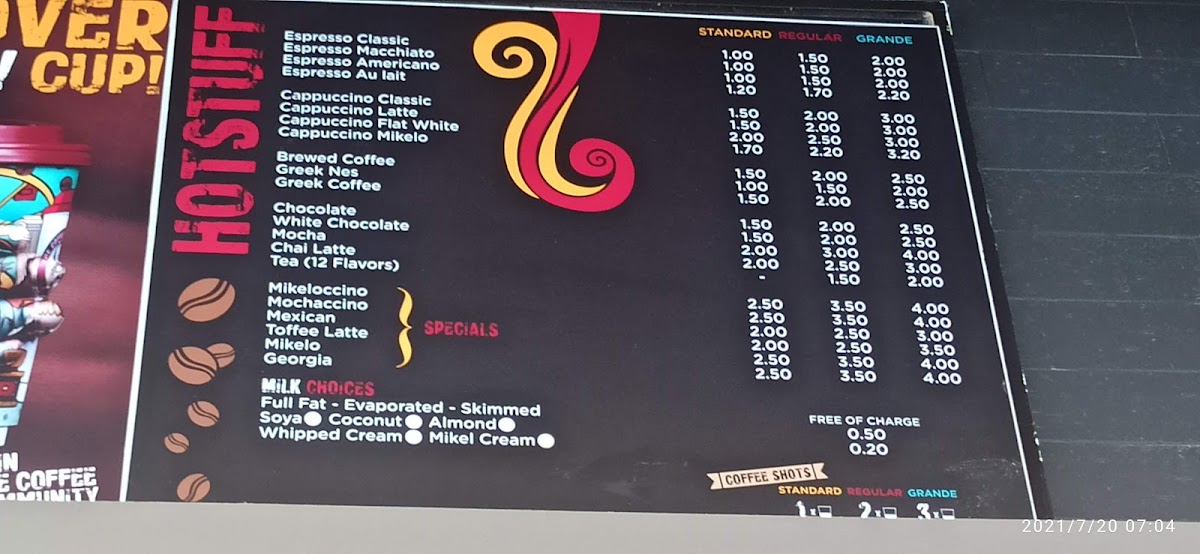 OVER
! CUP!
HOTSTUFF
STANDARD REGULAR GRANDE
Espresso Classic 1.00 1.50 2.00
Espresso Macchiato 1.00 1.50 2.00
Espresso Americano 1.00 1.50 2.00
Espresso Au lait 1.20 1.70 2.20
Cappuccino Classic 1.50 2.00 3.00
Cappuccino Latte 1.50 2.00 3.00
Cappuccino Flat White 2.00 2.50 3.00
Cappuccino Mikelo 1.70 2.20 3.20
Brewed Coffee 1.50 2.00 2.50
Greek Nes 1.00 1.50 2.00
Greek Coffee 1.50 2.00 2.50
Chocolate 1.50 2.00 2.50
White Chocolate 1.50 2.00 2.50
Mocha 2.00 3.00 4.00
Chai Latte 2.00 2.50 3.00
Tea (12 Flavors) - 1.50 2.00
Mikeloccino 2.50 3.50 4.00
Mochaccino 2.50 3.50 4.00
Mexican 2.00 2.50 3.00
Toffee Latte 2.00 2.50 3.50
Mikelo 2.50 3.50 4.00
Georgia 2.50 3.50 4.00
SPECIALS
MiLK CHOICES
Full Fat - Evaporated - Skimmed FREE OF CHARGE
Soya Coconut Almond 0.50
Whipped Cream Mikel Cream 0.20
COFFEE SHOTS
STANDARD REGULAR GRANDE
1x 2x 3x
iN
E COFFEE
MMUNiTY
2021/7/20 07:04